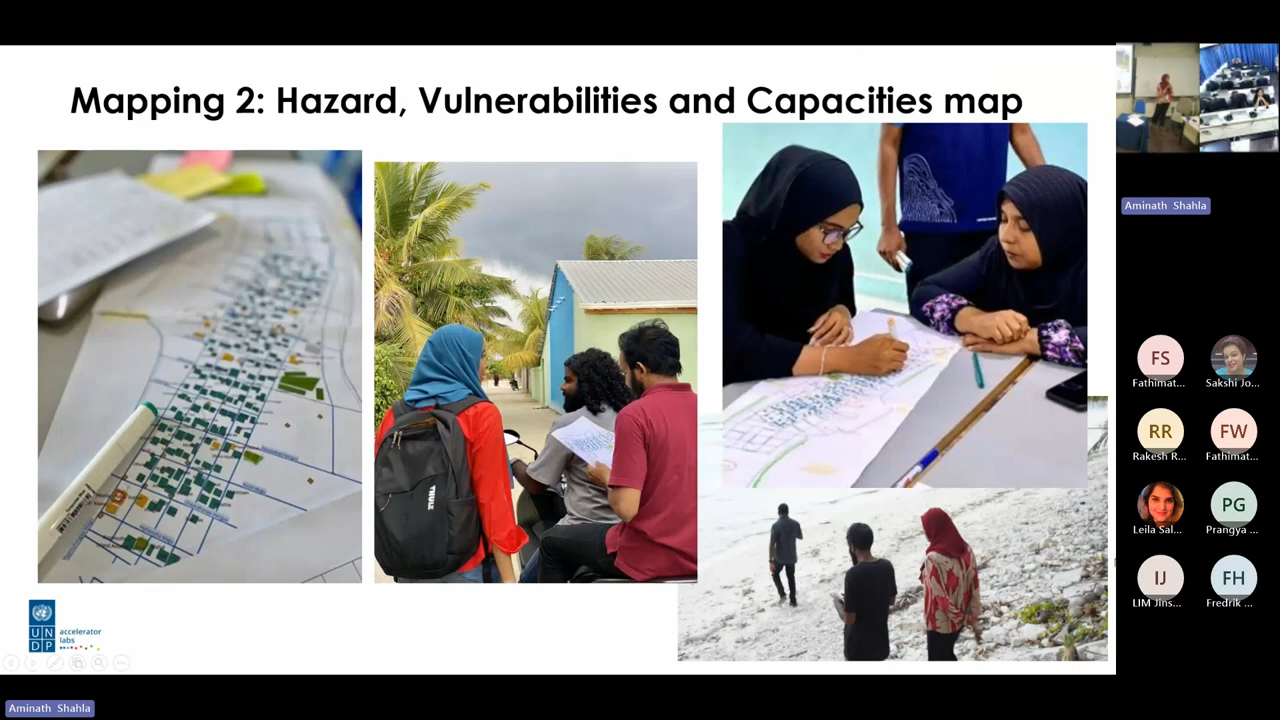 Mapping 2: Hazard, Vulnerabilities and Capacities map
THULE
U N
D P
accelerator
labs
Aminath Shahla
FS
Fathimat...
Sakshi Jo...
RR
Rakesh R...
FW
Fathimat...
Leila Sal...
PG
Prangya ...
IJ
LIM Jins...
FH
Fredrik ...
Aminath Shahla